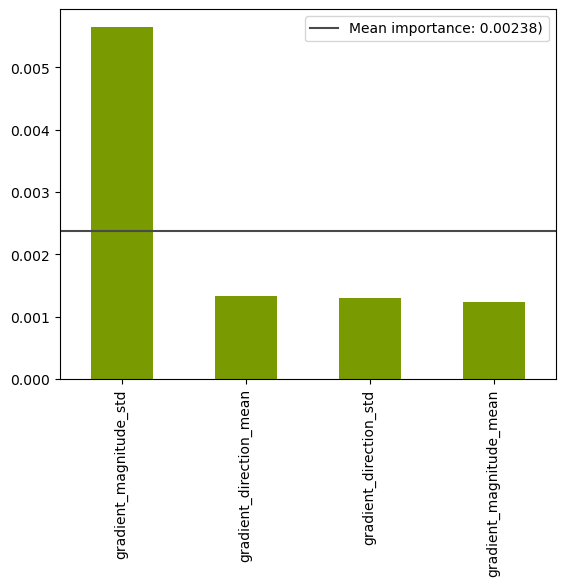 Mean importance: 0.00238)
0.005
0.004
0.003
0.002
0.001
0.000
gradient_magnitude_std
gradient_direction_mean
gradient_direction_std
gradient_magnitude_mean